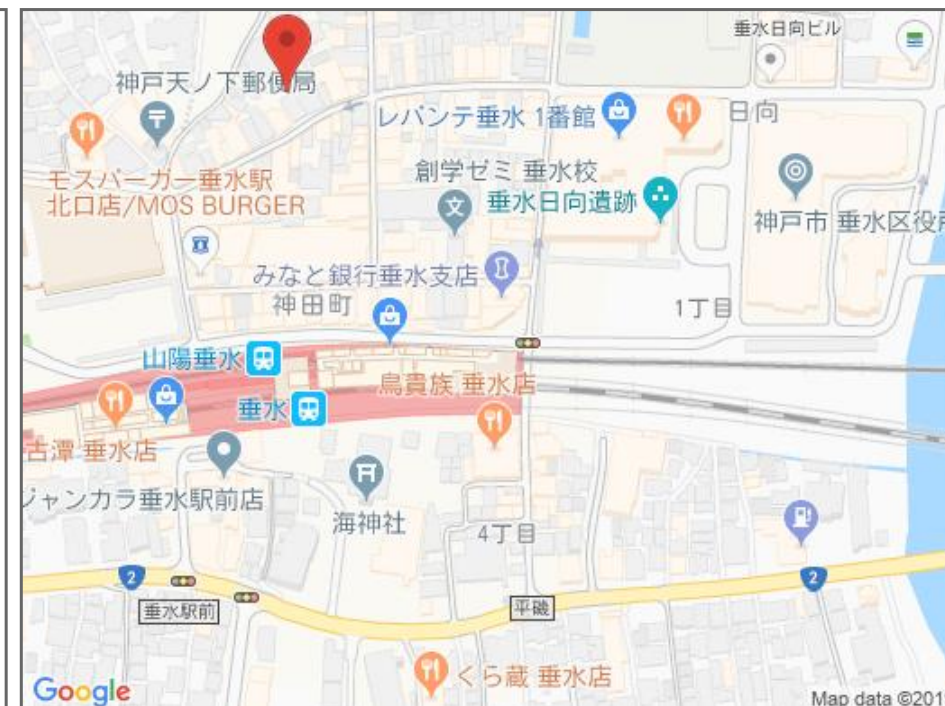 垂水日向ビル
神戸天ノ下郵便局
レバンテ垂水 1番館
日向
モスバーガー垂水駅
北口店/MOS BURGER
創学ゼミ 垂水校
垂水日向遺跡
神戸市 垂水区役所
みなと銀行垂水支店
神田町
1丁目
山陽垂水
鳥貴族 垂水店
垂水
古潭 垂水店
ジャンカラ垂水駅前店
海神社
4丁目
2
2
垂水駅前
平磯
くら蔵 垂水店
Google
Map data ©201